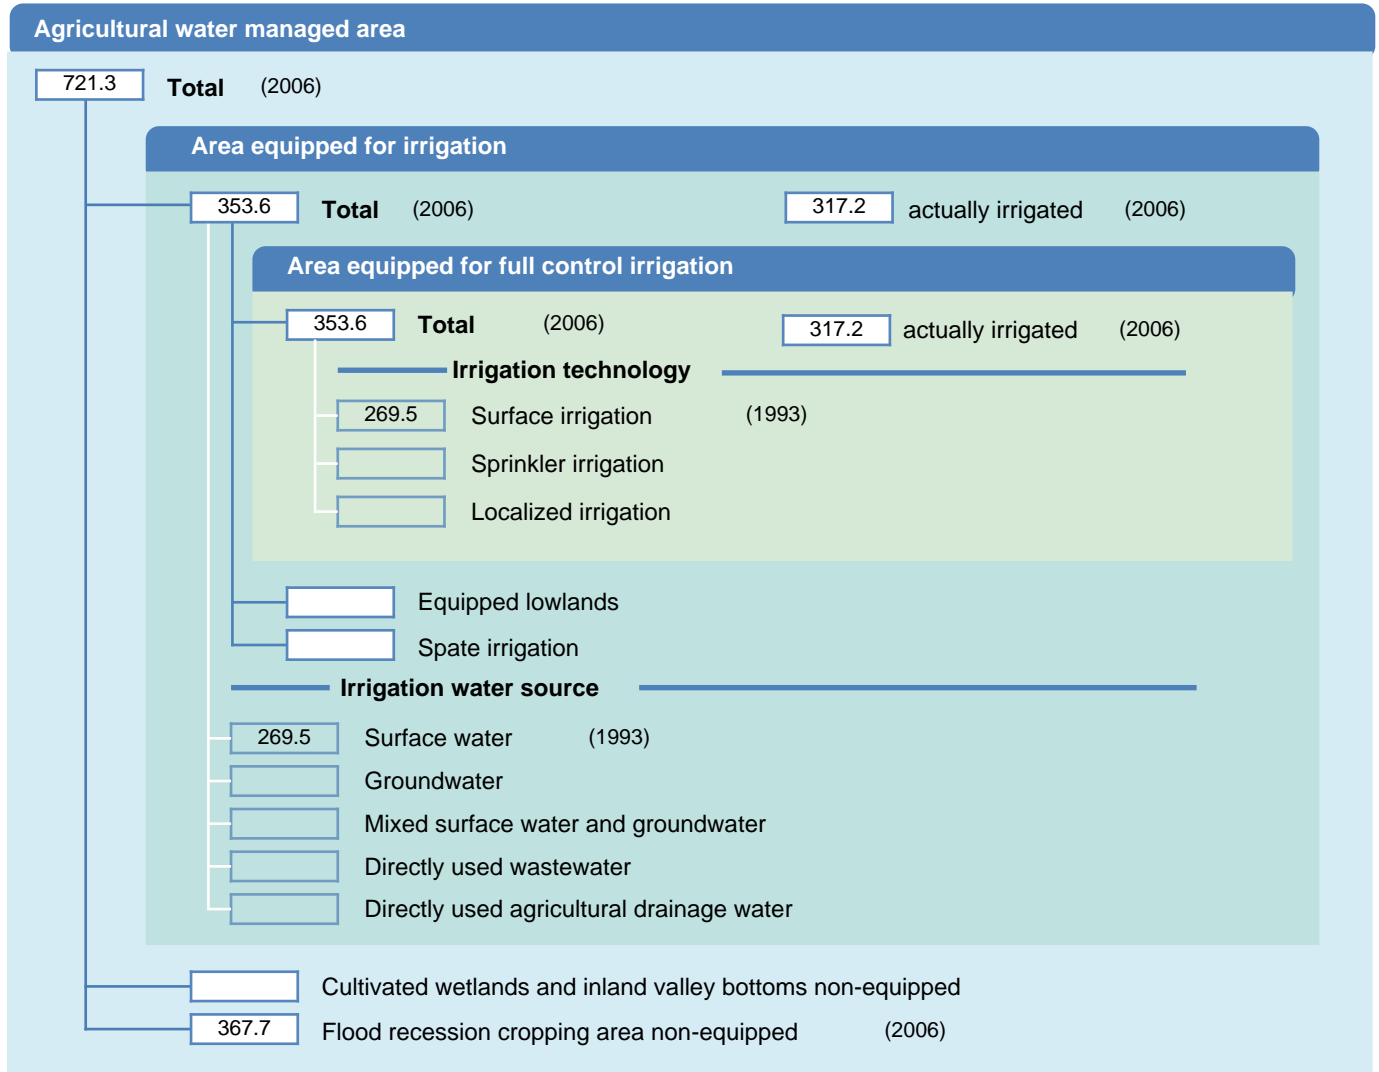 Agricultural water managed area
721.3 Total (2006)
Area equipped for irrigation
353.6 Total (2006) 317.2 actually irrigated (2006)
Area equipped for full control irrigation
353.6 Total (2006) 317.2 actually irrigated (2006)
Irrigation technology
269.5 Surface irrigation (1993)
Sprinkler irrigation
Localized irrigation
Equipped lowlands
Spate irrigation
Irrigation water source
269.5 Surface water (1993)
Groundwater
Mixed surface water and groundwater
Directly used wastewater
Directly used agricultural drainage water
Cultivated wetlands and inland valley bottoms non-equipped
367.7 Flood recession cropping area non-equipped (2006)